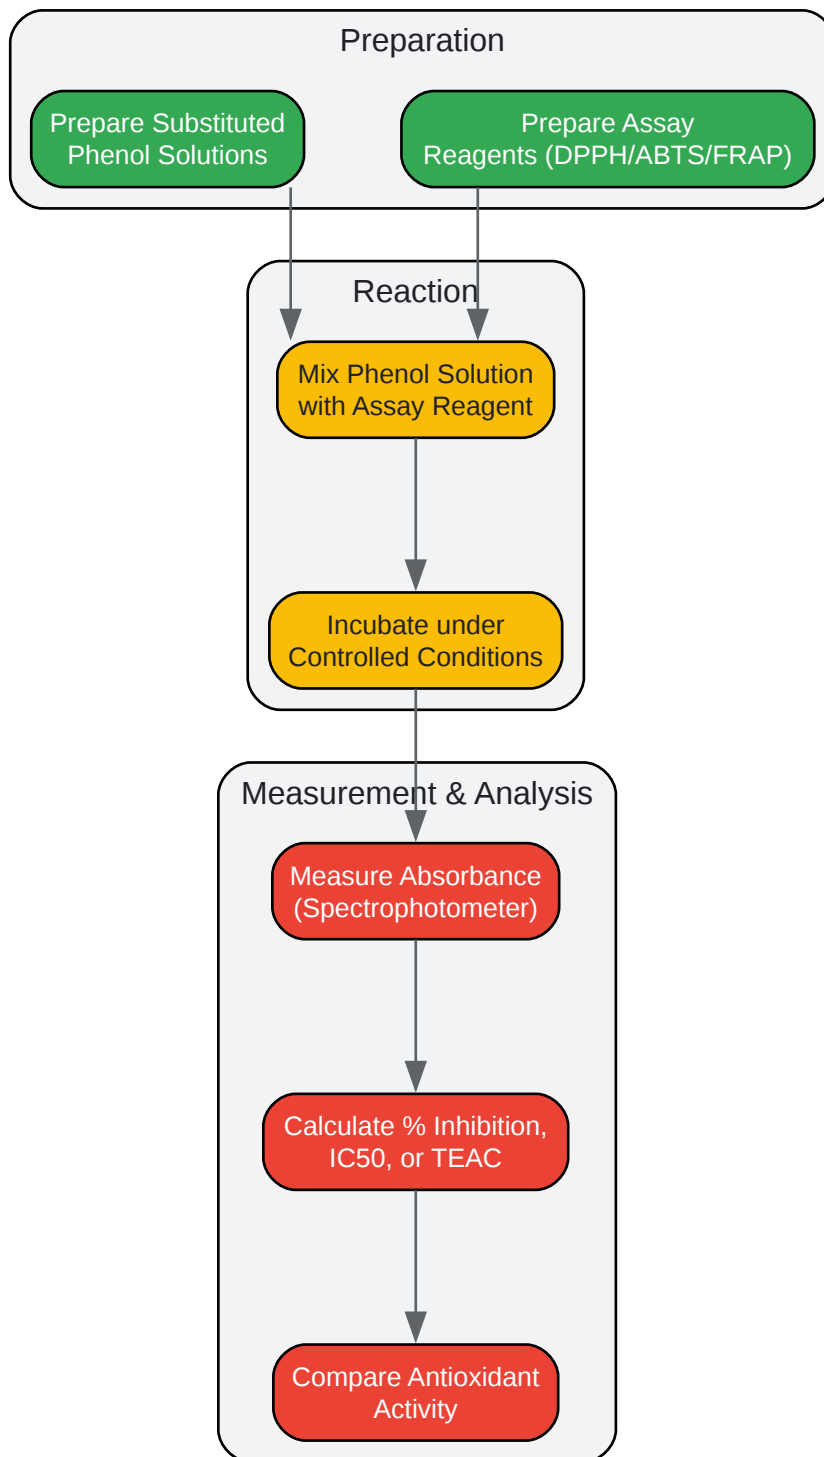 Preparation
Prepare Substituted
Phenol Solutions
Prepare Assay
Reagents (DPPH/ABTS/FRAP)
Reaction
Mix Phenol Solution
with Assay Reagent
Incubate under
Controlled Conditions
Measurement & Analysis
Measure Absorbance
(Spectrophotometer)
Calculate % Inhibition,
IC50, or TEAC
Compare Antioxidant
Activity